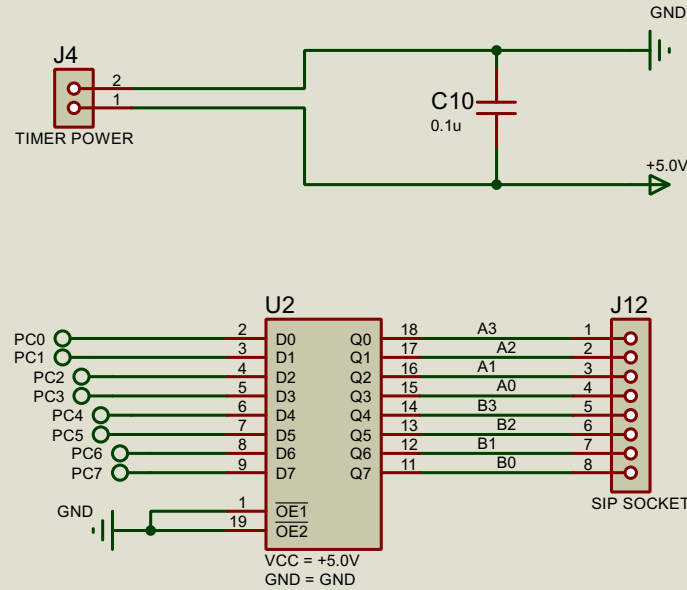 GND
J4
2
1
TIMER POWER
C10
0.1u
+5.0V
U2
J12
PC0 2 D0 Q0 18 A3 1
PC1 3 D1 Q1 17 A2 2
PC2 4 D2 Q2 16 A1 3
PC3 5 D3 Q3 15 A0 4
PC4 6 D4 Q4 14 B3 5
PC5 7 D5 Q5 13 B2 6
PC6 8 D6 Q6 12 B1 7
PC7 9 D7 Q7 11 B0 8
GND 1 OE1
19 OE2
SIP SOCKET
VCC = +5.0V
GND = GND